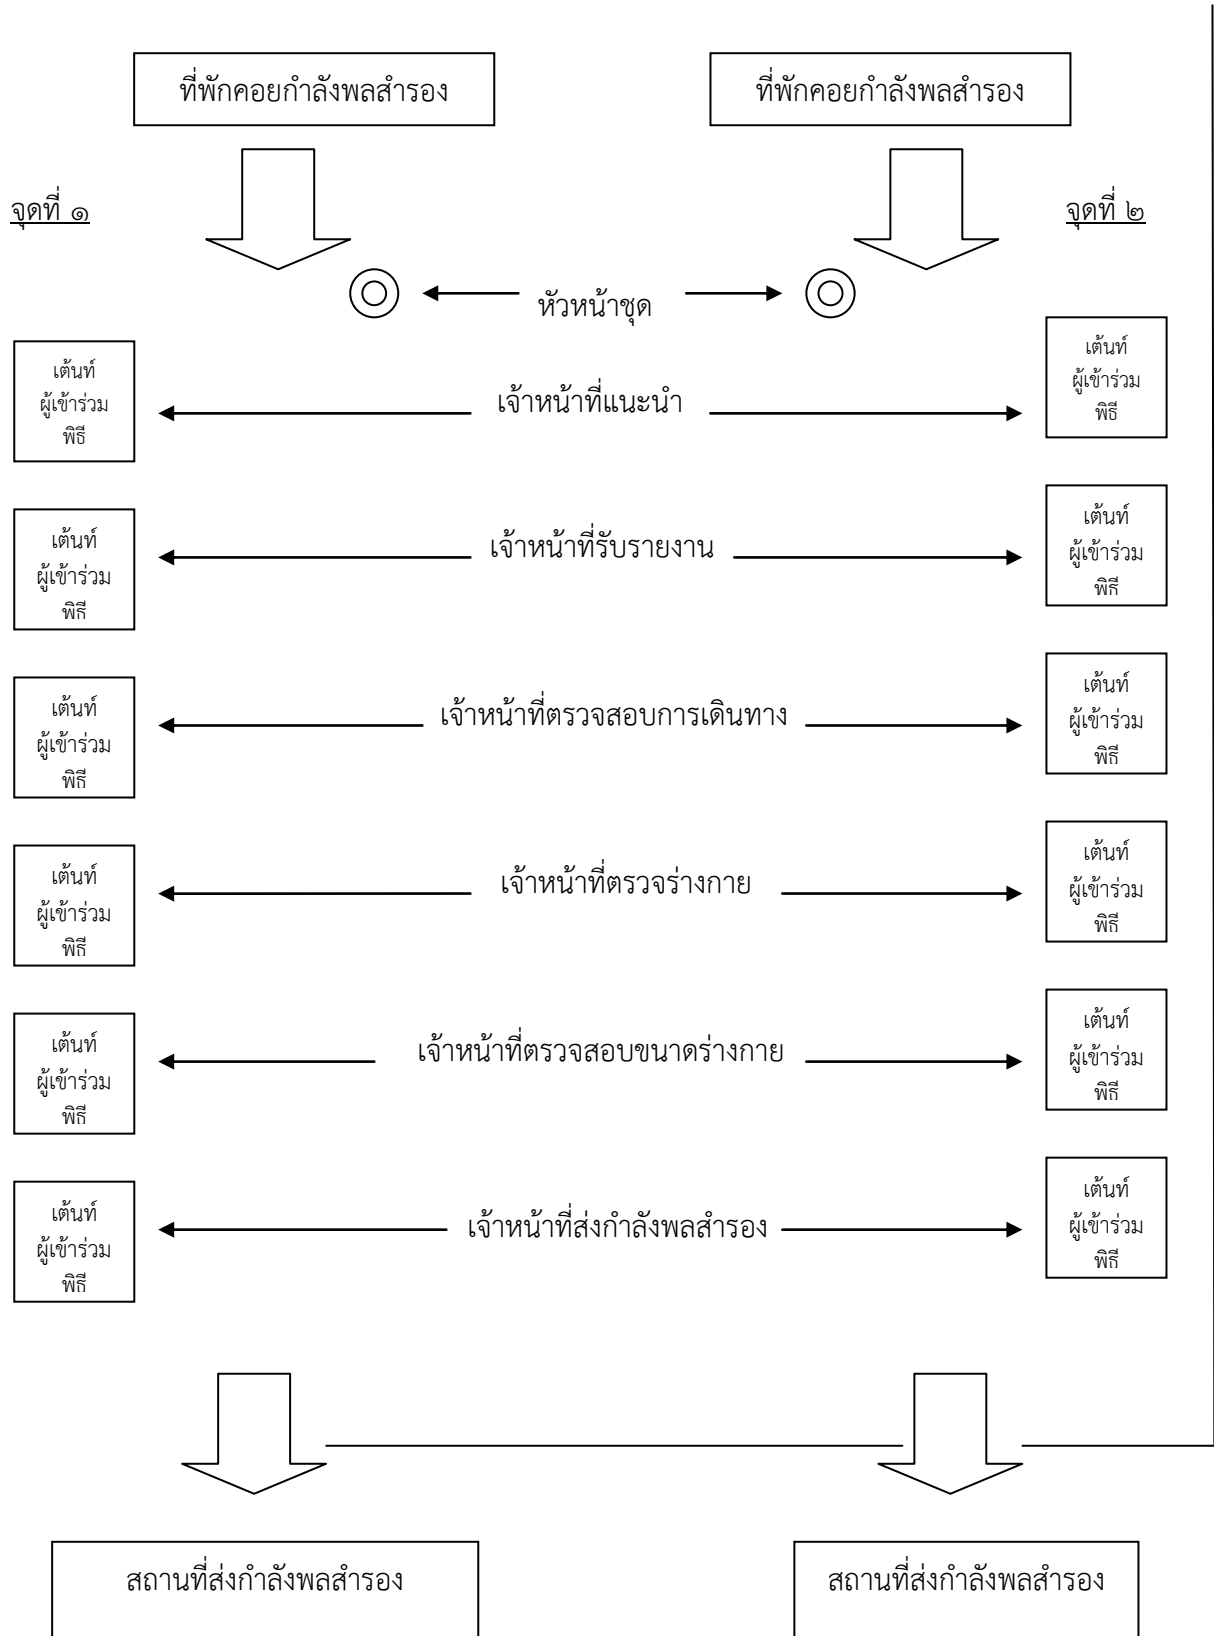 ที่พักคอยกำลังพลสำรอง
ที่พักคอยกำลังพลสำรอง
จุดที่ ๑
จุดที่ ๒
หัวหน้าชุด
เต้นท์
ผู้เข้าร่วม
พิธี
เจ้าหน้าที่แนะนำ
เต้นท์
ผู้เข้าร่วม
พิธี
เต้นท์
ผู้เข้าร่วม
พิธี
เจ้าหน้าที่รับรายงาน
เต้นท์
ผู้เข้าร่วม
พิธี
เต้นท์
ผู้เข้าร่วม
พิธี
เจ้าหน้าที่ตรวจสอบการเดินทาง
เต้นท์
ผู้เข้าร่วม
พิธี
เต้นท์
ผู้เข้าร่วม
พิธี
เจ้าหน้าที่ตรวจร่างกาย
เต้นท์
ผู้เข้าร่วม
พิธี
เต้นท์
ผู้เข้าร่วม
พิธี
เจ้าหน้าที่ตรวจสอบขนาดร่างกาย
เต้นท์
ผู้เข้าร่วม
พิธี
เต้นท์
ผู้เข้าร่วม
พิธี
เจ้าหน้าที่ส่งกำลังพลสำรอง
เต้นท์
ผู้เข้าร่วม
พิธี
สถานที่ส่งกำลังพลสำรอง
สถานที่ส่งกำลังพลสำรอง